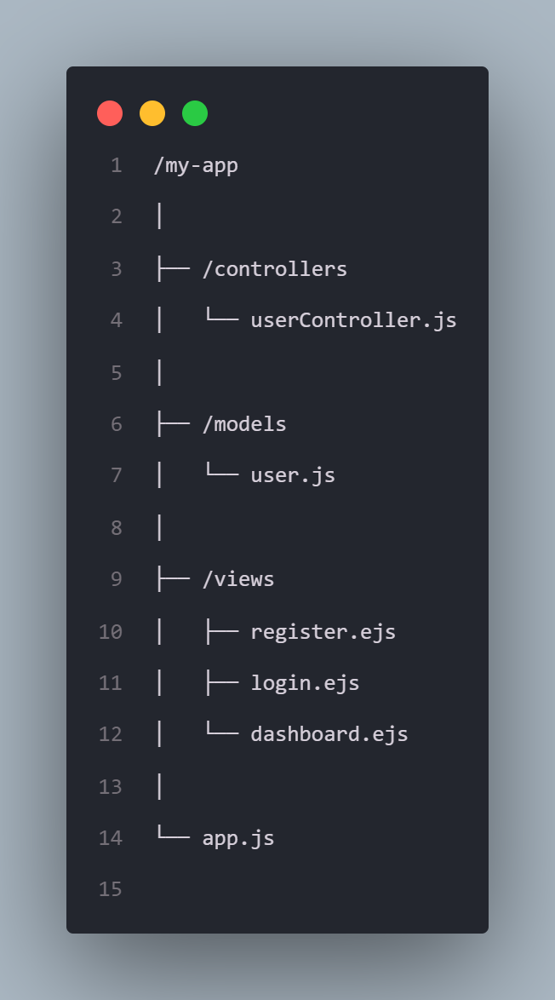 1 /my-app
2 │
3 ├── /controllers
4 │   └── userController.js
5 │
6 ├── /models
7 │   └── user.js
8 │
9 ├── /views
10 │   ├── register.ejs
11 │   ├── login.ejs
12 │   └── dashboard.ejs
13 │
14 └── app.js
15